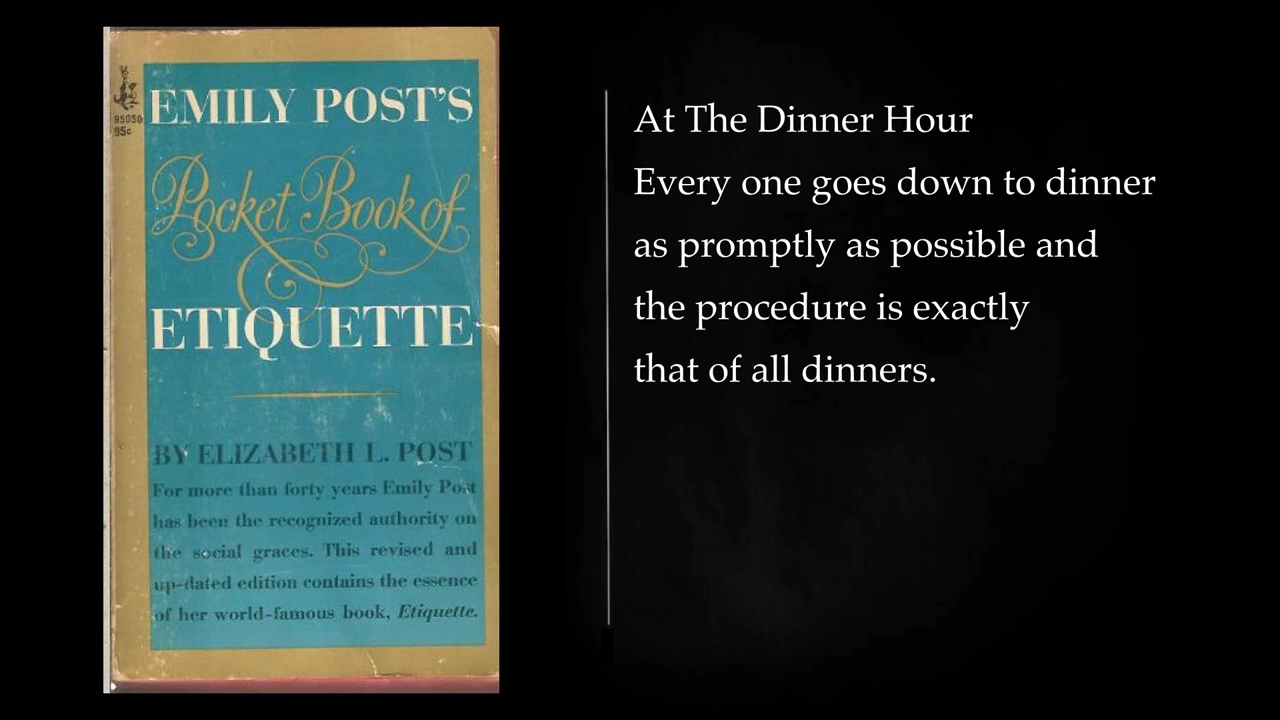 95050
95c
EMILY POST'S
Pocket Book of
ETIQUETTE
BY ELIZABETH L. POST
For more than forty years Emily Post
has been the recognized authority on
the social graces. This revised and
up-dated edition contains the essence
of her world-famous book, Etiquette.
At The Dinner Hour
Every one goes down to dinner
as promptly as possible and
the procedure is exactly
that of all dinners.